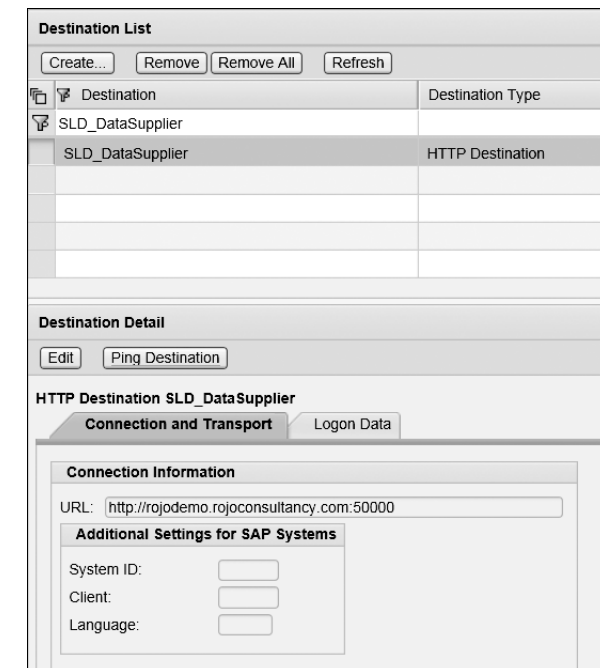 Destination List
Create... Remove Remove All Refresh
Destination Destination Type
SLD_DataSupplier
SLD_DataSupplier HTTP Destination
Destination Detail
Edit Ping Destination
HTTP Destination SLD_DataSupplier
Connection and Transport Logon Data
Connection Information
URL: http://rojodemo.rojoconsultancy.com:50000
Additional Settings for SAP Systems
System ID:
Client:
Language: